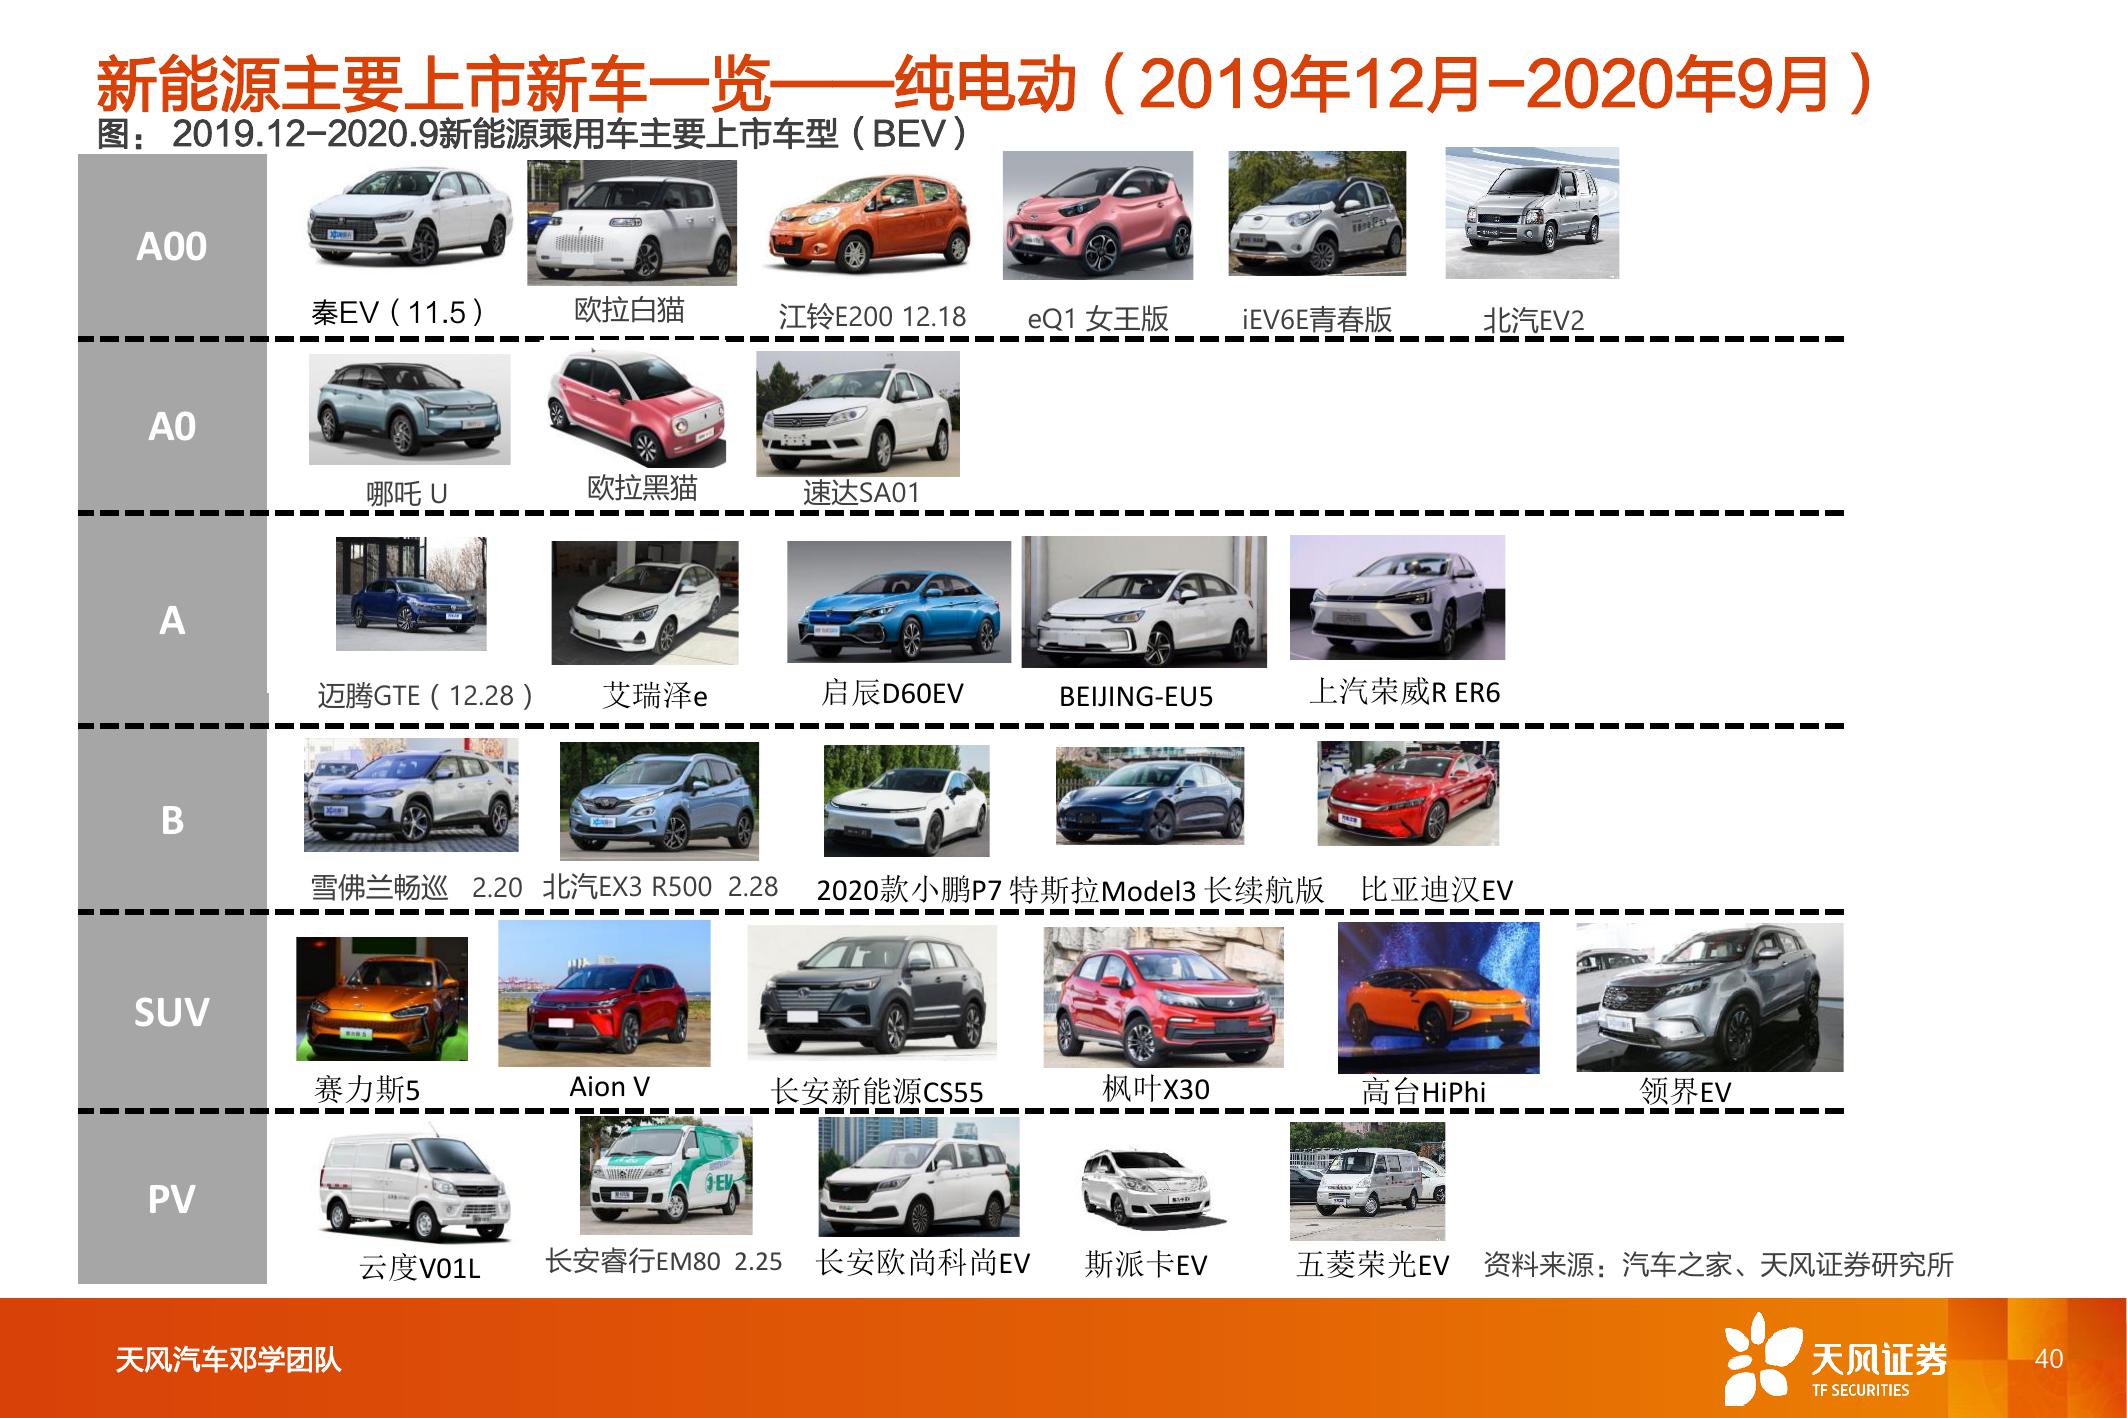 新能源主要上市新车一览——纯电动（2019年12月-2020年9月）
图： 2019.12-2020.9新能源乘用车主要上市车型（BEV）
A00
秦EV（11.5） 欧拉白猫 江铃E200 12.18 eQ1 女王版 iEV6E青春版 北汽EV2
A0
哪吒 U 欧拉黑猫 速达SA01
A
迈腾GTE（12.28） 艾瑞泽e 启辰D60EV BEIJING-EU5 上汽荣威R ER6
B
雪佛兰畅巡 2.20 北汽EX3 R500 2.28 2020款小鹏P7 特斯拉Model3 长续航版 比亚迪汉EV
SUV
赛力斯5 Aion V 长安新能源CS55 枫叶X30 高台HiPhi 领界EV
PV
云度V01L 长安睿行EM80 2.25 长安欧尚科尚EV 斯派卡EV 五菱荣光EV 资料来源：汽车之家、天风证券研究所
天风汽车邓学团队
天风证券
TF SECURITIES
40